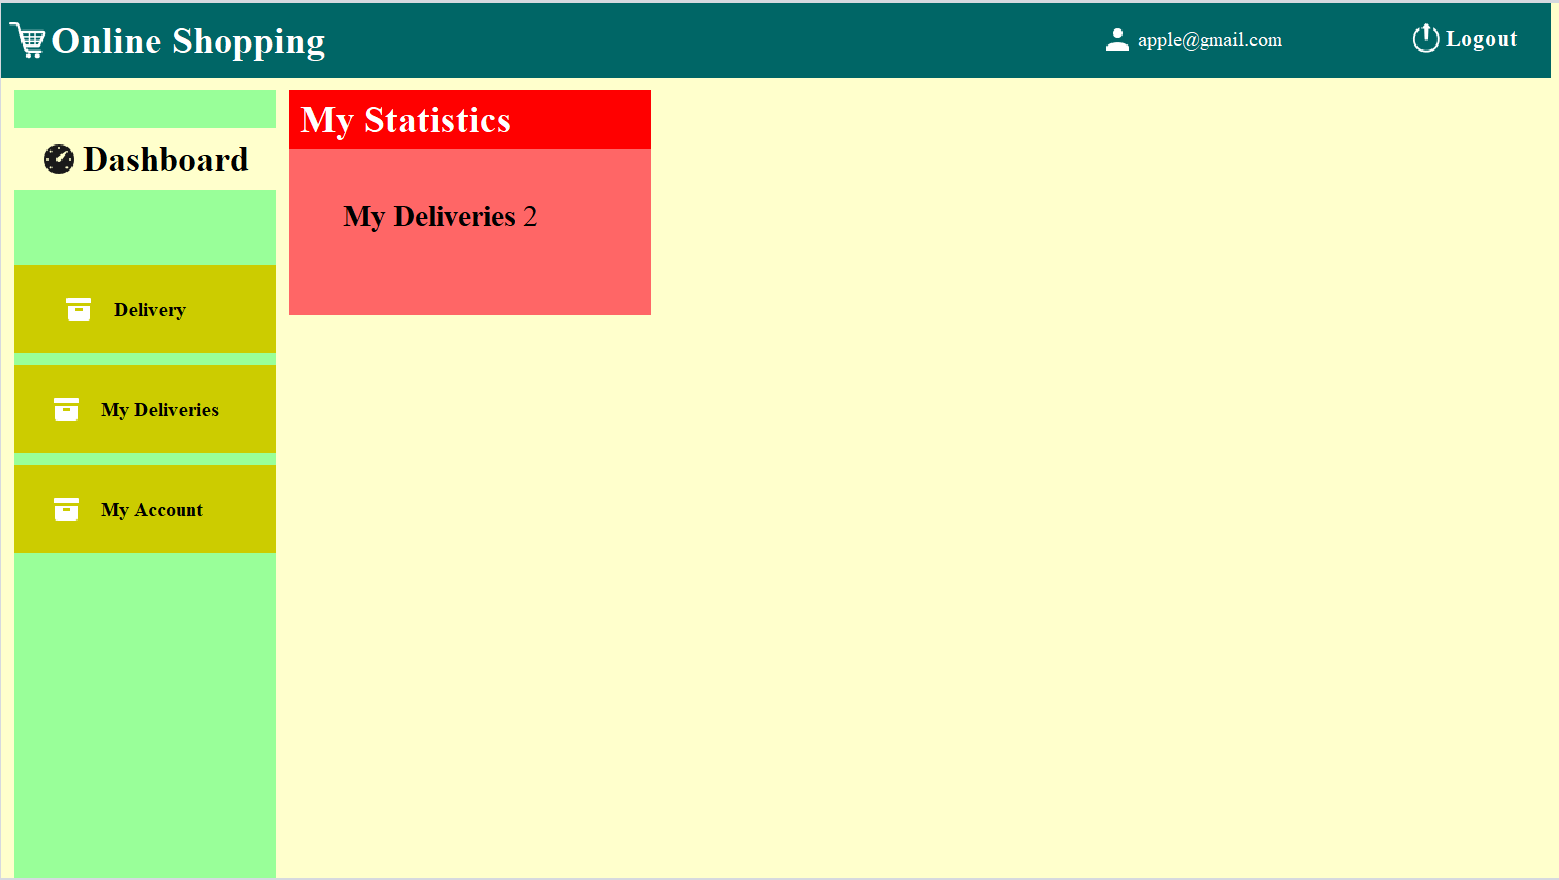 Online Shopping
apple@gmail.com
Logout
Dashboard
My Statistics
My Deliveries 2
Delivery
My Deliveries
My Account